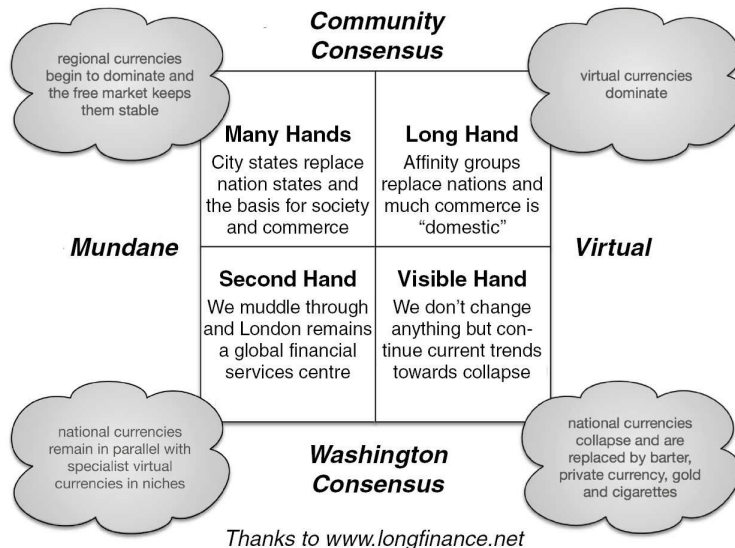 Community
Consensus
regional currencies
begin to dominate and
the free market keeps
them stable
virtual currencies
dominate
Many Hands
City states replace
nation states and
the basis for society
and commerce
Long Hand
Affinity groups
replace nations and
much commerce is
“domestic”
Mundane
Virtual
Second Hand
We muddle through
and London remains
a global financial
services centre
Visible Hand
We don’t change
anything but con-
tinue current trends
towards collapse
national currencies
remain in parallel with
specialist virtual
currencies in niches
national currencies
collapse and are
replaced by barter,
private currency, gold
and cigarettes
Washington
Consensus
Thanks to www.longfinance.net